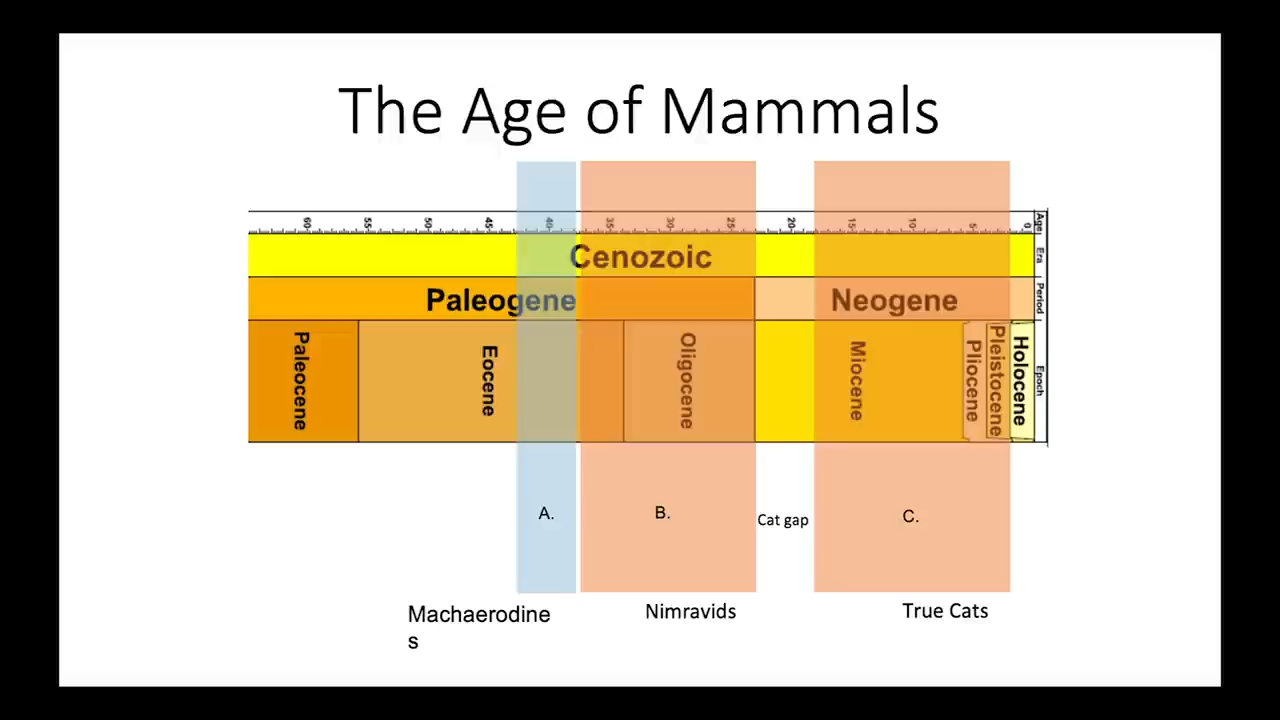 The Age of Mammals
60 55 50 45 40 35 30 25 20 15 10 5 0 Age
Cenozoic Era
Paleogene Neogene Period
Paleocene Eocene Oligocene Miocene Pliocene Pleistocene Holocene Epoch
A. B. Cat gap C.
Machaerodine Nimravids True Cats
s